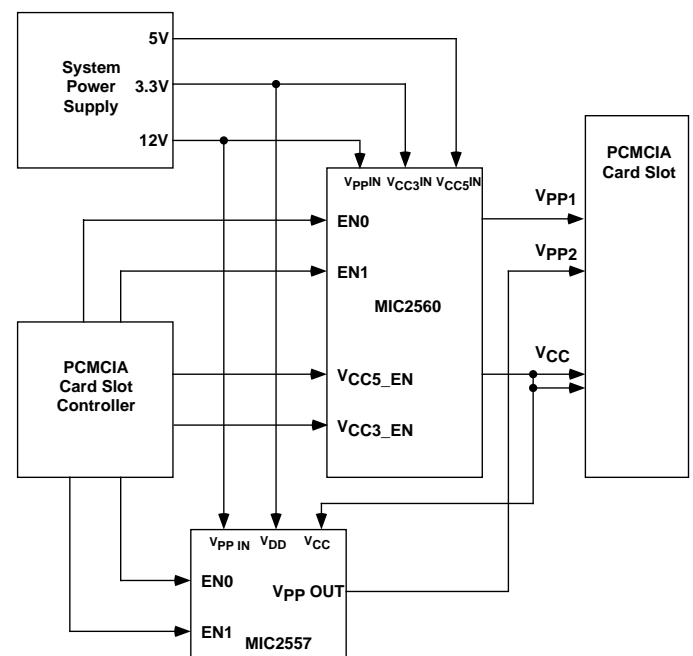 5V
System
Power
Supply
3.3V
12V
PCMCIA
Card Slot
VPPIN VCC3IN VCC5IN
EN0
VPP1
VPP2
EN1
MIC2560
PCMCIA
Card Slot
Controller
VCC5_EN
VCC
VCC3_EN
VPP IN VDD VCC
EN0
VPP OUT
EN1
MIC2557